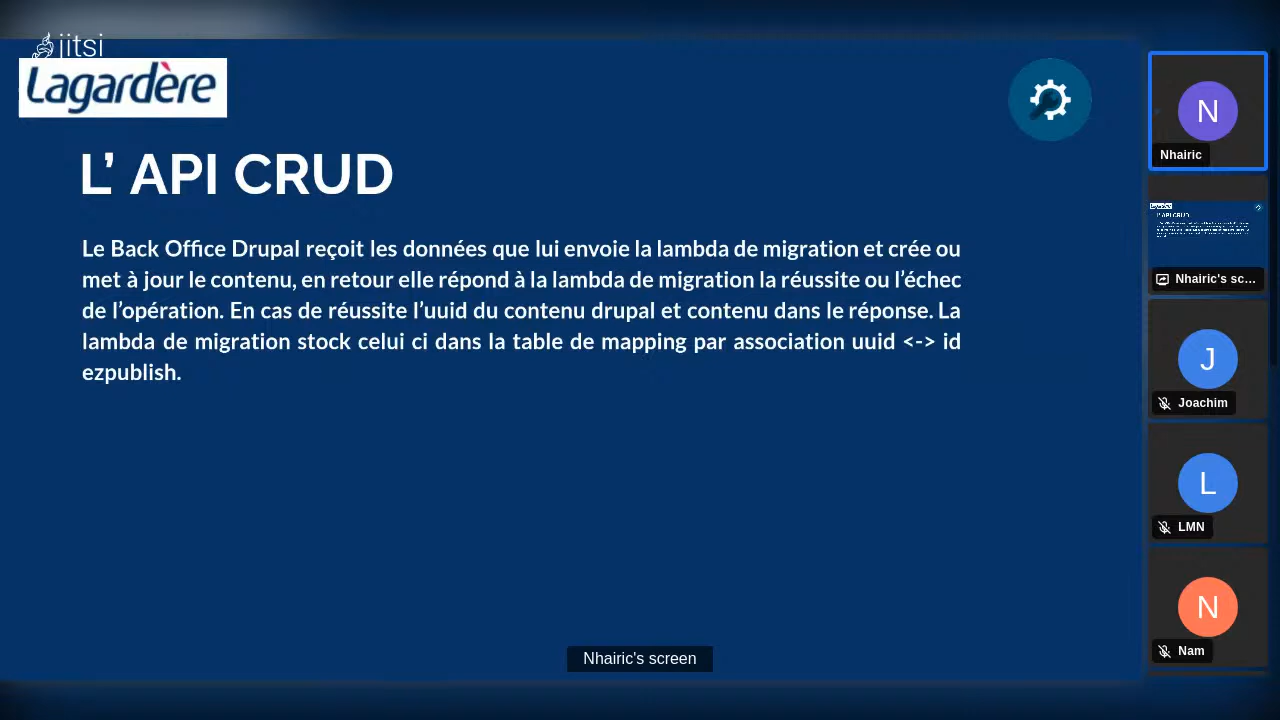 jitsi
Lagardère
L’ API CRUD
Le Back Office Drupal reçoit les données que lui envoie la lambda de migration et crée ou
met à jour le contenu, en retour elle répond à la lambda de migration la réussite ou l’échec
de l’opération. En cas de réussite l’uuid du contenu drupal et contenu dans le réponse. La
lambda de migration stock celui ci dans la table de mapping par association uuid <-> id
ezpublish.
Nhairic's screen
N
Nhairic
L’ API CRUD
Nhairic's sc...
J
Joachim
L
LMN
N
Nam